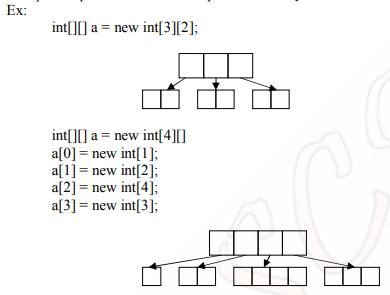 Ex:
int[][] a = new int[3][2];
int[][] a = new int[4][]
a[0] = new int[1];
a[1] = new int[2];
a[2] = new int[4];
a[3] = new int[3];